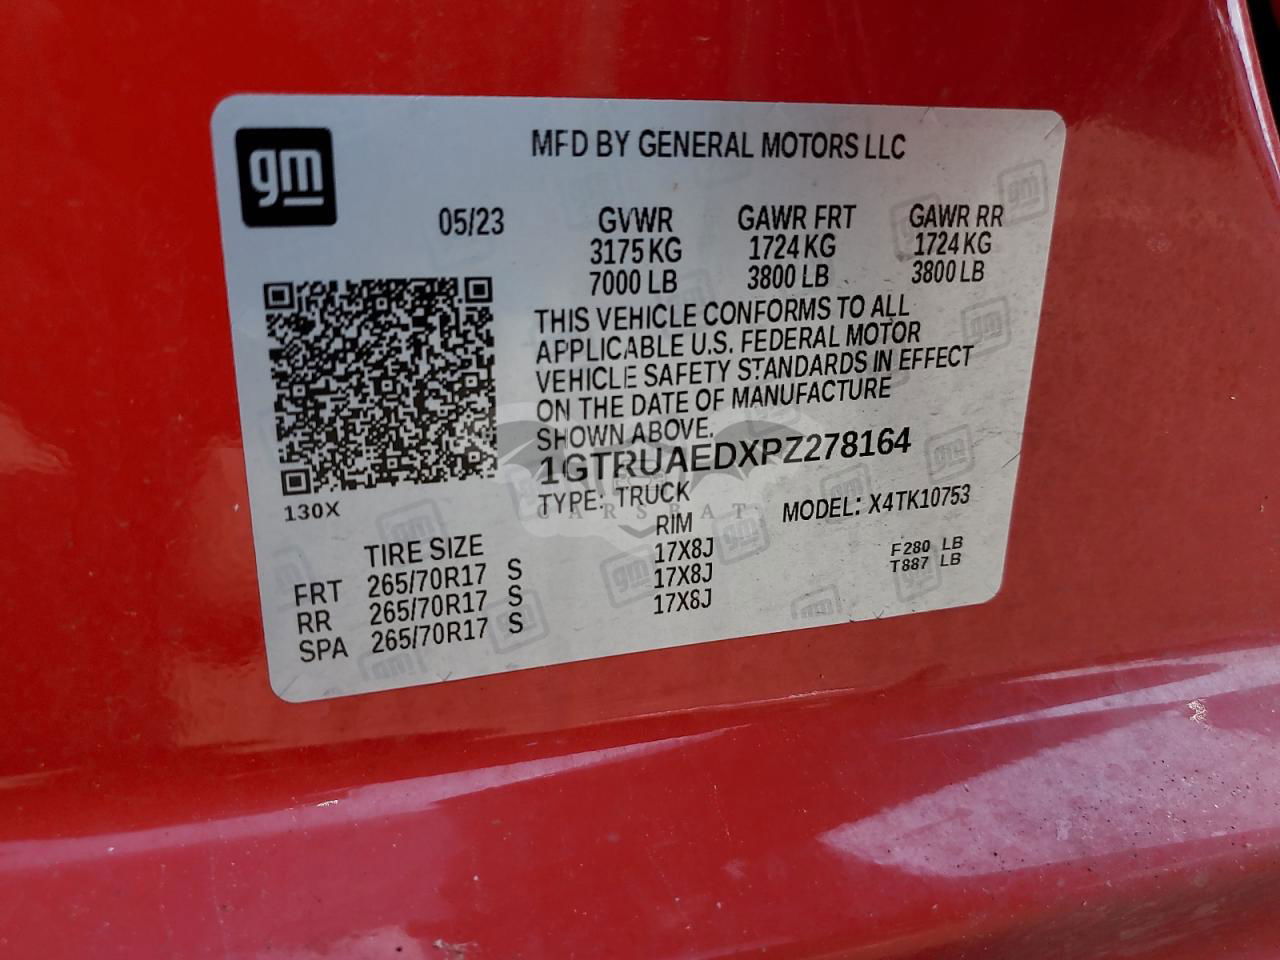 gm
MFD BY GENERAL MOTORS LLC
05/23 GVWR GAWR FRT GAWR RR
3175 KG 1724 KG 1724 KG
7000 LB 3800 LB 3800 LB
THIS VEHICLE CONFORMS TO ALL
APPLICABLE U.S. FEDERAL MOTOR
VEHICLE SAFETY STANDARDS IN EFFECT
ON THE DATE OF MANUFACTURE
SHOWN ABOVE.
1GTRUAEDXPZ278164
TYPE: TRUCK MODEL: X4TK10753
130X
CARSBAT
TIRE SIZE RIM
FRT 265/70R17 S 17X8J F280 LB
RR 265/70R17 S 17X8J T887 LB
SPA 265/70R17 S 17X8J